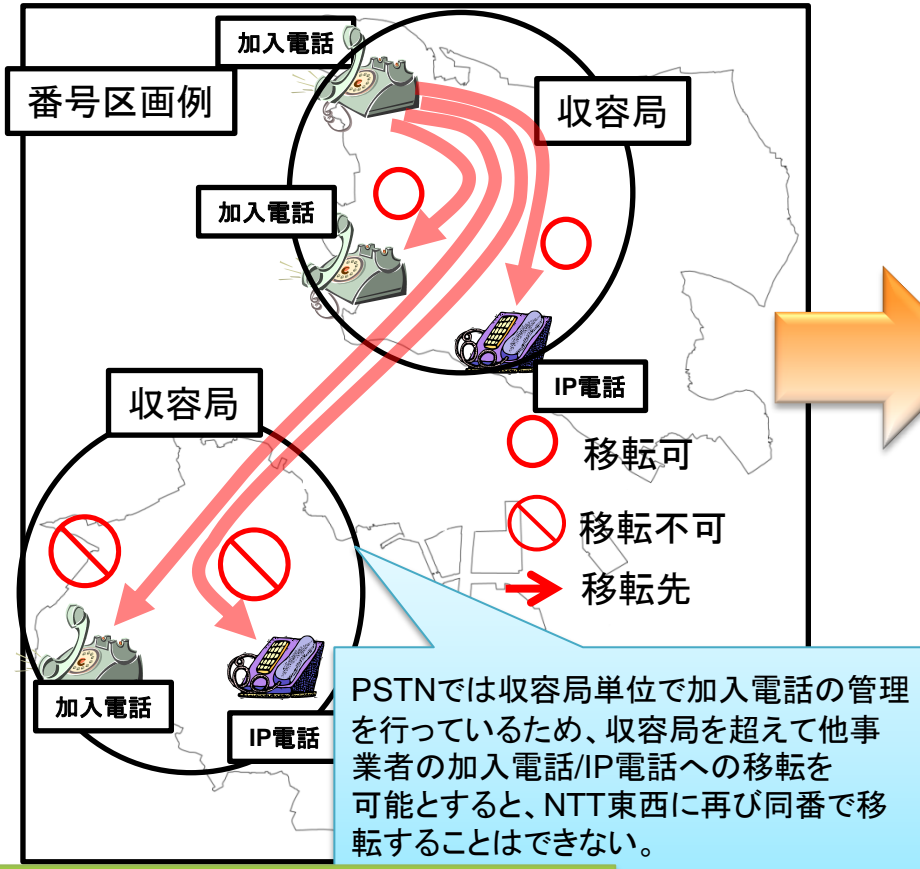 加入電話
番号区画例
収容局
加入電話
IP電話
収容局
移転可
移転不可
移転先
加入電話
IP電話
PSTNでは収容局単位で加入電話の管理
を行っているため、収容局を超えて他事
業者の加入電話/IP電話への移転を
可能とすると、NTT東西に再び同番で移
転することはできない。